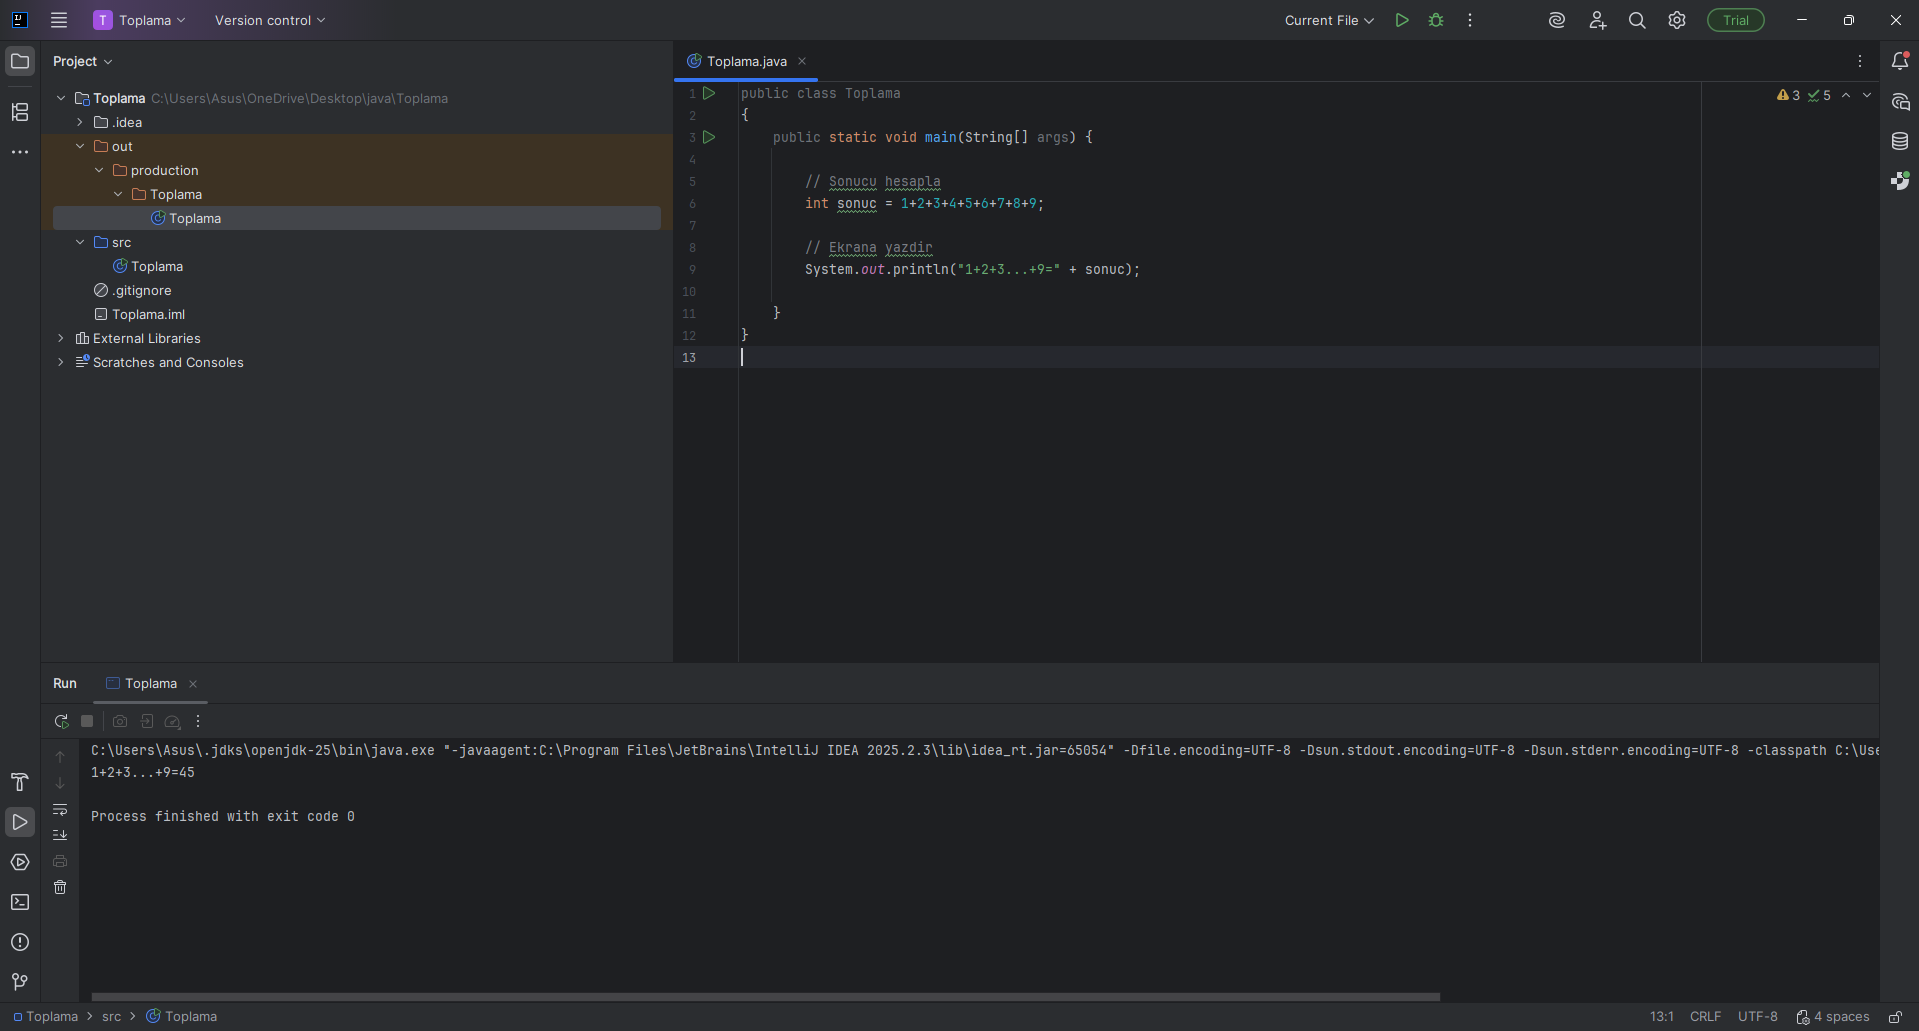 T Toplama Version control Current File Trial
Project
Toplama C:\Users\Asus\OneDrive\Desktop\java\Toplama
.idea
out
production
Toplama
Toplama
src
Toplama
.gitignore
Toplama.iml
External Libraries
Scratches and Consoles
Toplama.java
3 5
1 public class Toplama
2 {
3 public static void main(String[] args) {
4
5 // Sonucu hesapla
6 int sonuc = 1+2+3+4+5+6+7+8+9;
7
8 // Ekrana yazdir
9 System.out.println("1+2+3...+9=" + sonuc);
10
11 }
12 }
13
Run Toplama
C:\Users\Asus\.jdks\openjdk-25\bin\java.exe "-javaagent:C:\Program Files\JetBrains\IntelliJ IDEA 2025.2.3\lib\idea_rt.jar=65054" -Dfile.encoding=UTF-8 -Dsun.stdout.encoding=UTF-8 -Dsun.stderr.encoding=UTF-8 -classpath C:\Use
1+2+3...+9=45
Process finished with exit code 0
Toplama > src > Toplama 13:1 CRLF UTF-8 4 spaces